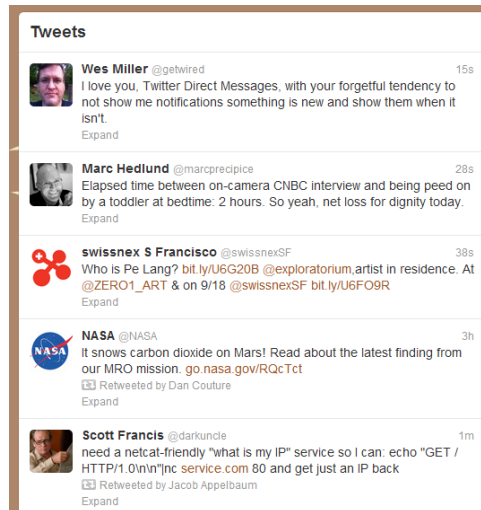 Tweets
Wes Miller @getwired 15s
I love you, Twitter Direct Messages, with your forgetful tendency to
not show me notifications something is new and show them when it
isn't.
Expand
Marc Hedlund @marcprecipice 28s
Elapsed time between on-camera CNBC interview and being peed on
by a toddler at bedtime: 2 hours. So yeah, net loss for dignity today.
Expand
swissnex S Francisco @swissnexSF 38s
Who is Pe Lang? bit.ly/U6G20B @exploratorium,artist in residence. At
@ZERO1_ART & on 9/18 @swissnexSF bit.ly/U6FO9R
Expand
NASA
NASA @NASA 3h
It snows carbon dioxide on Mars! Read about the latest finding from
our MRO mission. go.nasa.gov/RQcTct
Retweeted by Dan Couture
Expand
Scott Francis @darkuncle 1m
need a netcat-friendly "what is my IP" service so I can: echo "GET /
HTTP/1.0\n\n"|nc service.com 80 and get just an IP back
Retweeted by Jacob Appelbaum
Expand